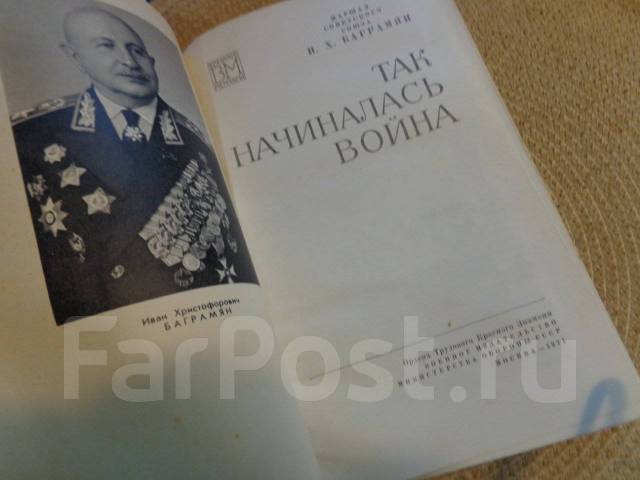 Иван Христофорович
БАГРАМЯН
ВМ
МАРШАЛ
СОВЕТСКОГО
СОЮЗА
И. Х. БАГРАМЯН
ТАК
НАЧИНАЛАСЬ
ВОЙНА
Ордена Трудового Красного Знамени
ВОЕННОЕ ИЗДАТЕЛЬСТВО
МИНИСТЕРСТВА ОБОРОНЫ СССР
МОСКВА
FarPost.ru